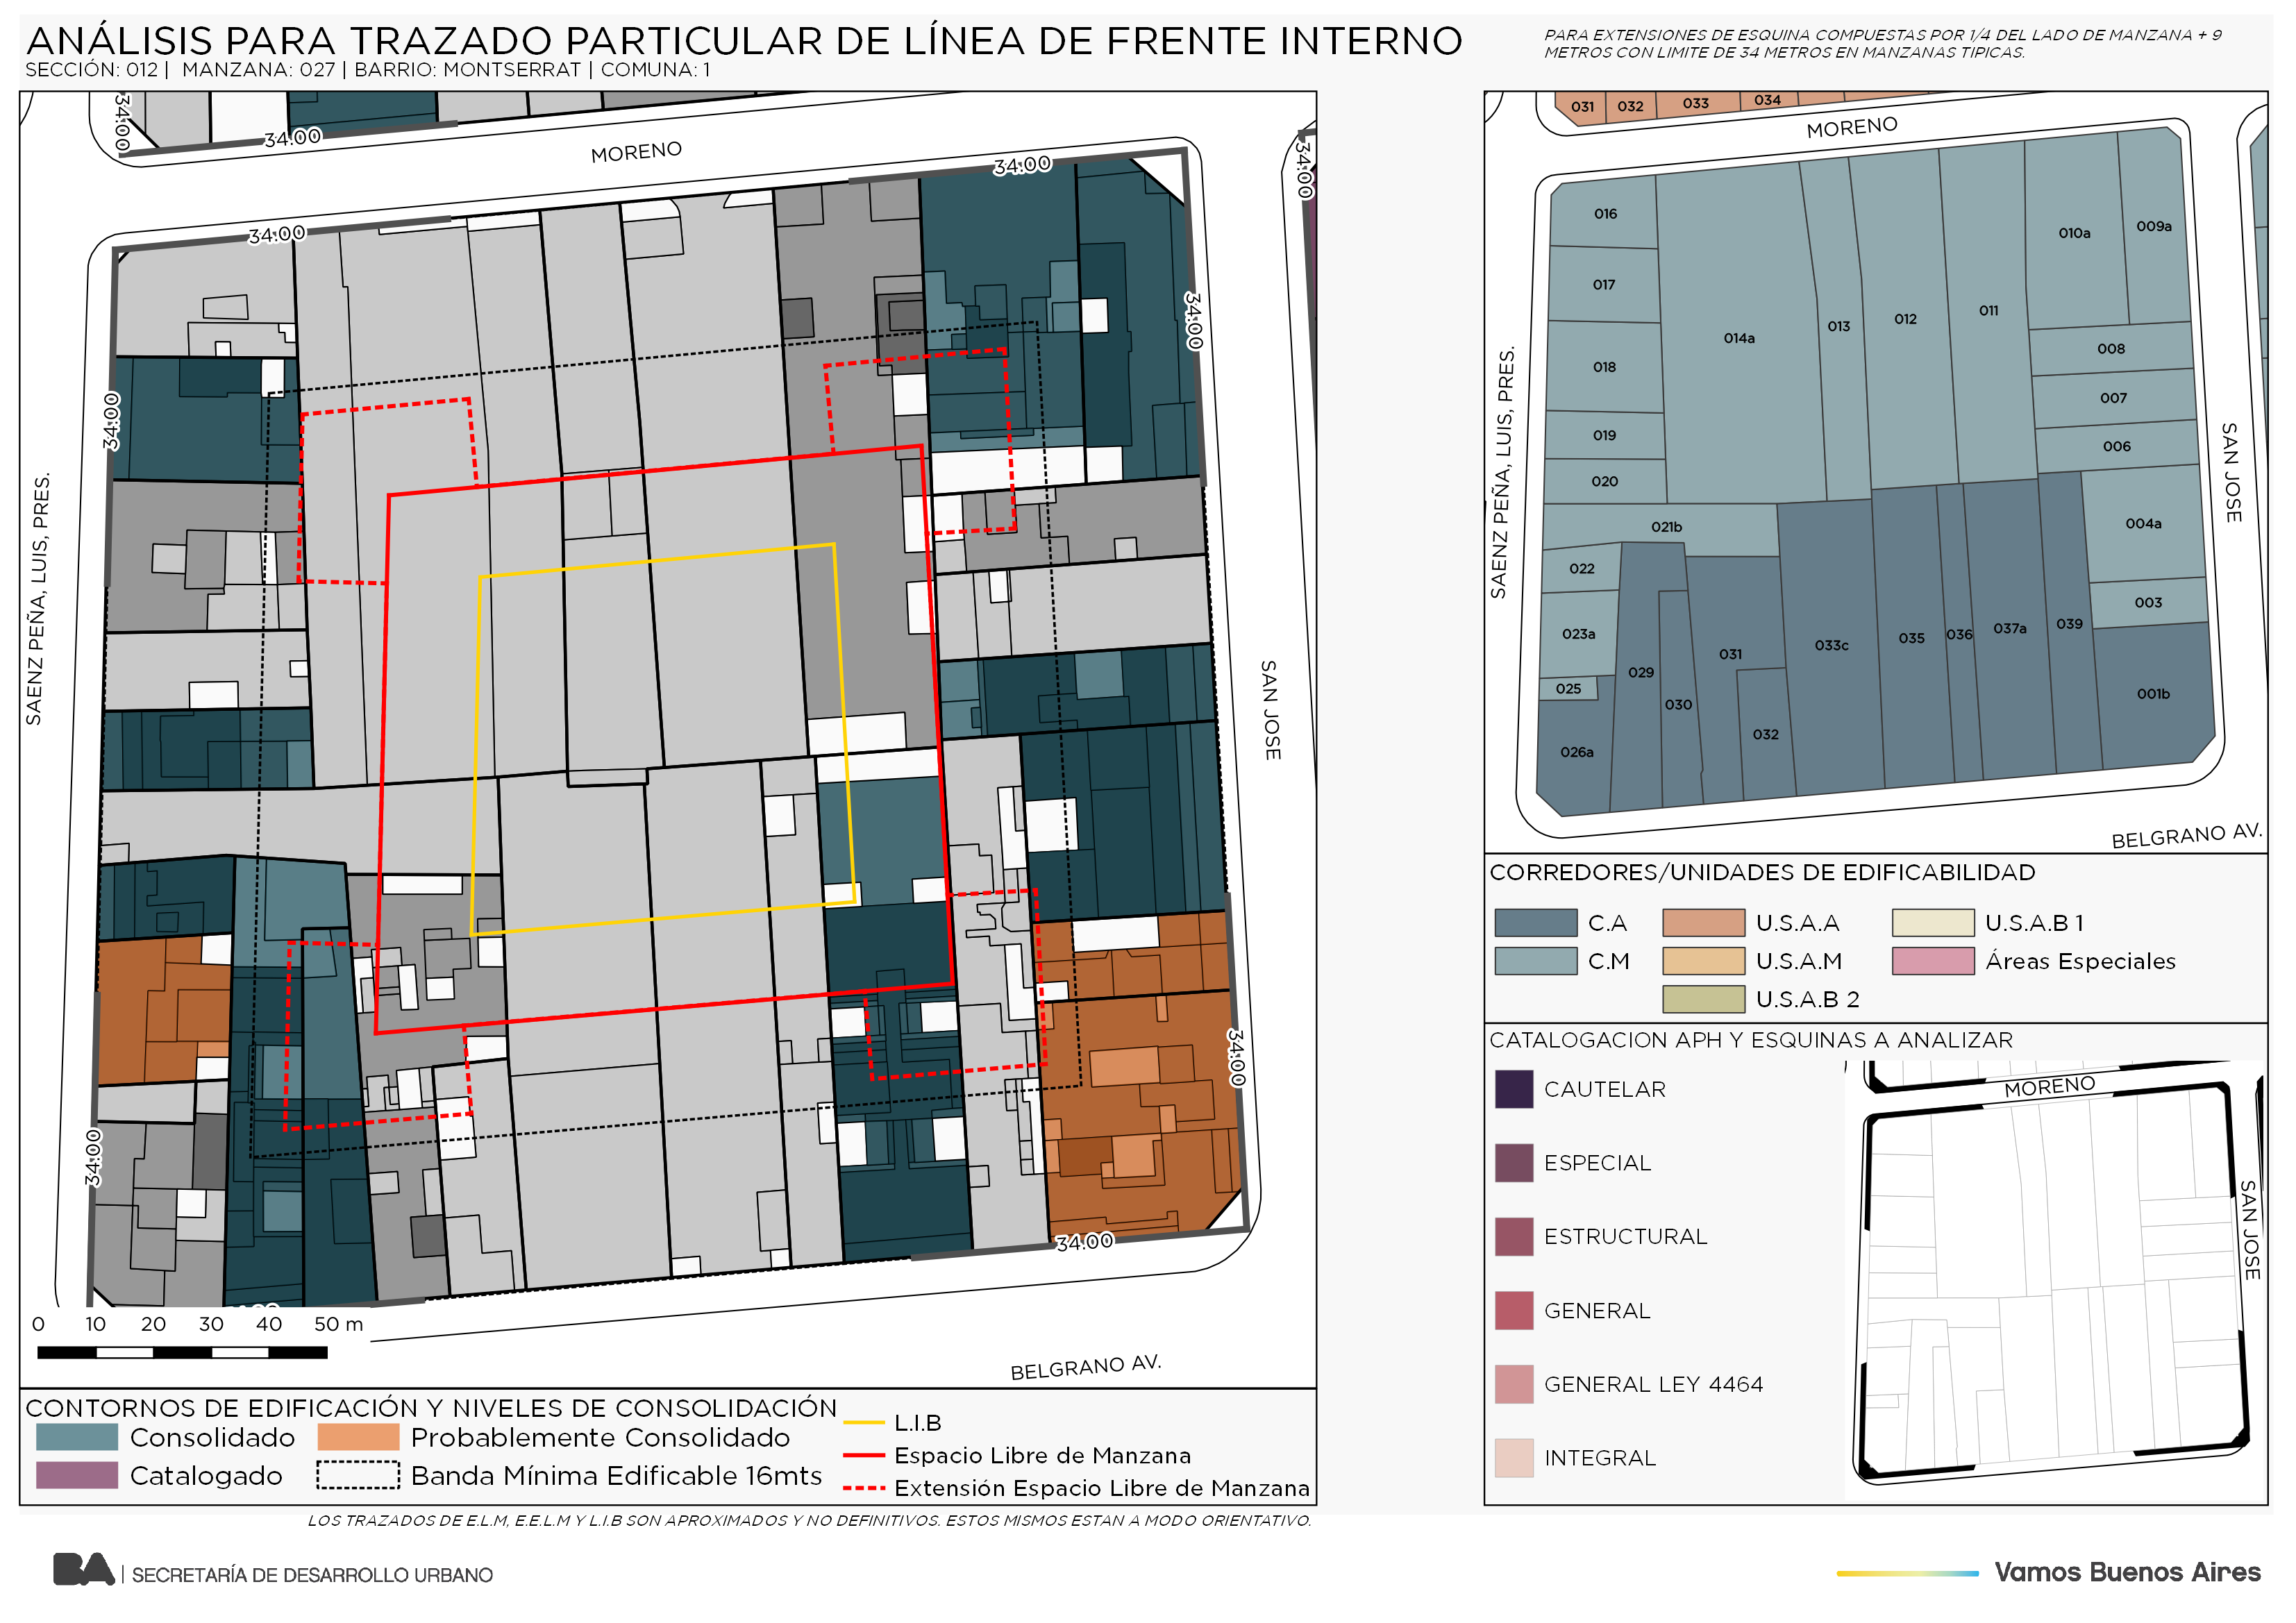 ANÁLISIS PARA TRAZADO PARTICULAR DE LÍNEA DE FRENTE INTERNO
SECCIÓN: 012 | MANZANA: 027 | BARRIO: MONTSERRAT | COMUNA: 1
PARA EXTENSIONES DE ESQUINA COMPUESTAS POR 1/4 DEL LADO DE MANZANA + 9
METROS CON LIMITE DE 34 METROS EN MANZANAS TIPICAS.
34:00
34:00
MORENO
34:00
34:00
34:00
34:00
34:00
SAENZ PEÑA, LUIS, PRES.
SAN JOSE
34:00
34:00
34:00
BELGRANO AV.
0 10 20 30 40 50 m
CONTORNOS DE EDIFICACIÓN Y NIVELES DE CONSOLIDACIÓN
Consolidado
Probablemente Consolidado
Catalogado
Banda Mínima Edificable 16mts
L.I.B
Espacio Libre de Manzana
Extensión Espacio Libre de Manzana
LOS TRAZADOS DE E.L.M, E.E.L.M Y L.I.B SON APROXIMADOS Y NO DEFINITIVOS. ESTOS MISMOS ESTAN A MODO ORIENTATIVO.
031 032 033 034
MORENO
016
017
018
019
020
014a
013
012
011
010a
009a
008
007
006
004a
003
001b
021b
022
023a
025
026a
029
030
031
032
033c
035
036
037a
039
SAENZ PEÑA, LUIS, PRES.
SAN JOSE
BELGRANO AV.
CORREDORES/UNIDADES DE EDIFICABILIDAD
C.A
U.S.A.A
U.S.A.B 1
C.M
U.S.A.M
Áreas Especiales
U.S.A.B 2
CATALOGACION APH Y ESQUINAS A ANALIZAR
CAUTELAR
ESPECIAL
ESTRUCTURAL
GENERAL
GENERAL LEY 4464
INTEGRAL
MORENO
SAN JOSE
BA | SECRETARÍA DE DESARROLLO URBANO
Vamos Buenos Aires